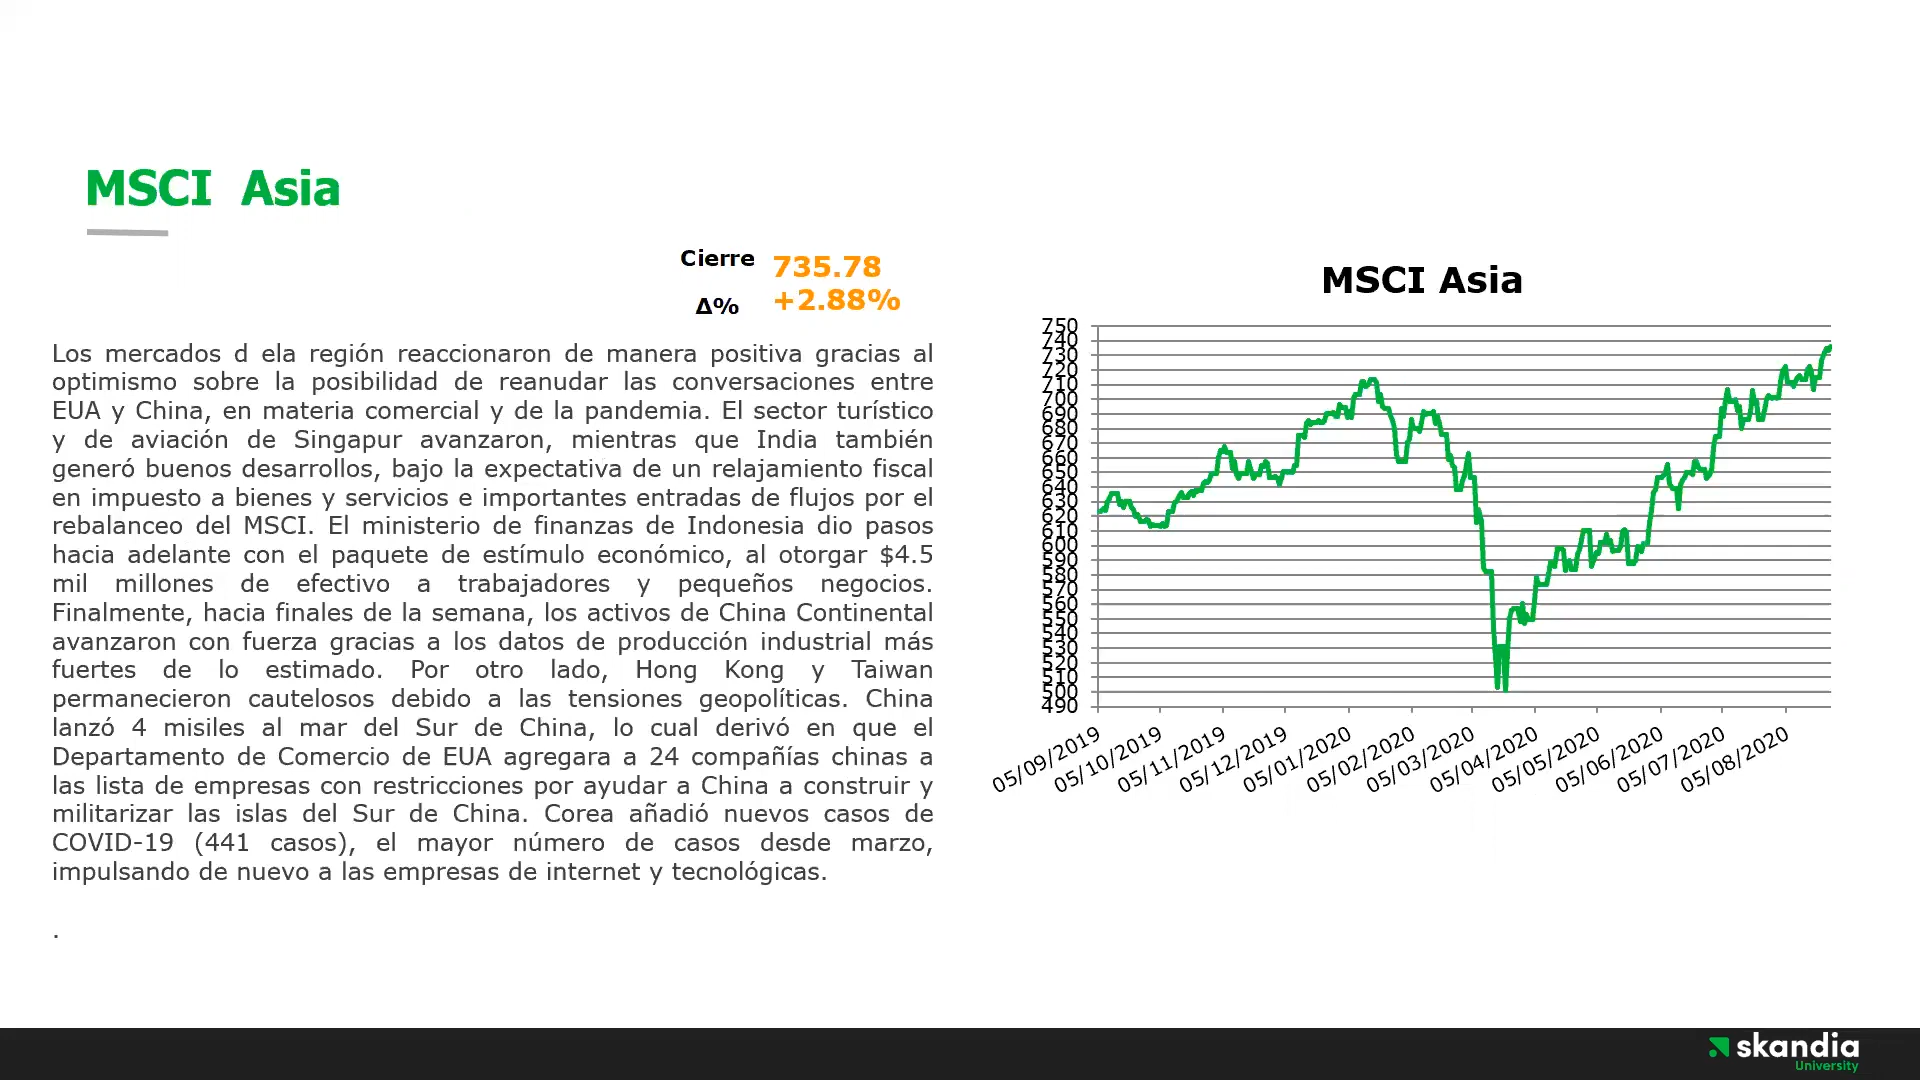 MSCI Asia
Cierre 735.78
Δ% +2.88%
Los mercados d ela región reaccionaron de manera positiva gracias al
optimismo sobre la posibilidad de reanudar las conversaciones entre
EUA y China, en materia comercial y de la pandemia. El sector turístico
y de aviación de Singapur avanzaron, mientras que India también
generó buenos desarrollos, bajo la expectativa de un relajamiento fiscal
en impuesto a bienes y servicios e importantes entradas de flujos por el
rebalanceo del MSCI. El ministerio de finanzas de Indonesia dio pasos
hacia adelante con el paquete de estímulo económico, al otorgar $4.5
mil millones de efectivo a trabajadores y pequeños negocios.
Finalmente, hacia finales de la semana, los activos de China Continental
avanzaron con fuerza gracias a los datos de producción industrial más
fuertes de lo estimado. Por otro lado, Hong Kong y Taiwan
permanecieron cautelosos debido a las tensiones geopolíticas. China
lanzó 4 misiles al mar del Sur de China, lo cual derivó en que el
Departamento de Comercio de EUA agregara a 24 compañías chinas a
las lista de empresas con restricciones por ayudar a China a construir y
militarizar las islas del Sur de China. Corea añadió nuevos casos de
COVID-19 (441 casos), el mayor número de casos desde marzo,
impulsando de nuevo a las empresas de internet y tecnológicas.
.
MSCI Asia
750
740
730
720
710
700
690
680
670
660
650
640
630
620
610
600
590
580
570
560
550
540
530
520
510
500
490
05/09/2019
05/10/2019
05/11/2019
05/12/2019
05/01/2020
05/02/2020
05/03/2020
05/04/2020
05/05/2020
05/06/2020
05/07/2020
05/08/2020
skandia
University